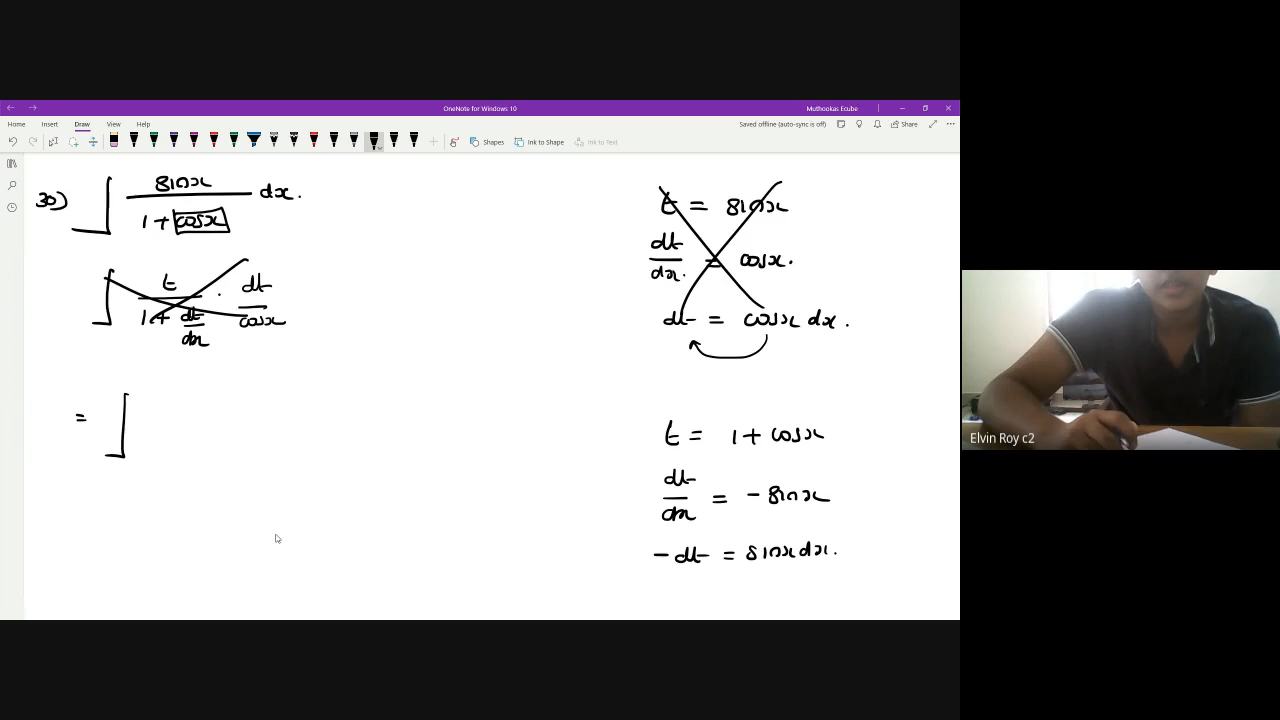 OneNote for Windows 10
Muthookas Ecube
Home Insert Draw View Help
Saved offline (auto-sync is off)
Share
Shapes
Ink to Shape
Ink to Text
30) ∫ sinx / 1 + cosx dx.
∫ t / 1 + dt/dx · dt/cosx
= ∫
t = sinx
dt/dx = cosx.
dt = cosx dx.
t = 1 + cosx
dt/dx = - sinx
- dt = sinx dx.
Elvin Roy c2